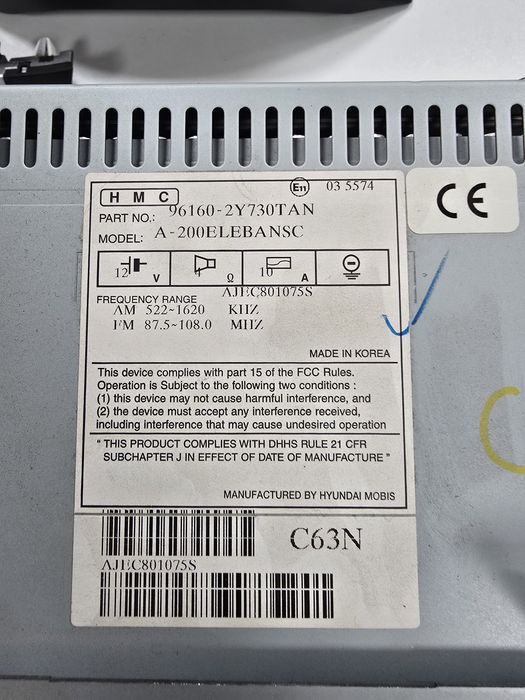 H M C
E11 03 5574
CE
PART NO.: 96160-2Y730TAN
MODEL: A-200ELEBANSC
12 V 4 Ω 10 A
AJEC801075S
FREQUENCY RANGE
AM 522~1620 KHZ
FM 87.5~108.0 MHZ
MADE IN KOREA
This device complies with part 15 of the FCC Rules.
Operation is Subject to the following two conditions :
(1) this device may not cause harmful interference, and
(2) the device must accept any interference received,
including interference that may cause undesired operation
" THIS PRODUCT COMPLIES WITH DHHS RULE 21 CFR
SUBCHAPTER J IN EFFECT OF DATE OF MANUFACTURE "
MANUFACTURED BY HYUNDAI MOBIS
C63N
AJEC801075S